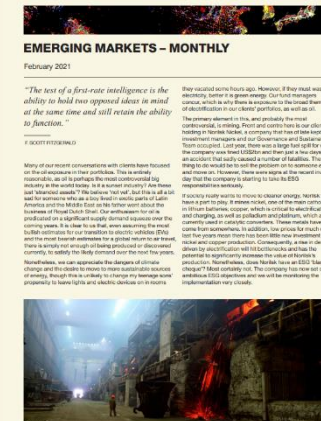 EMERGING MARKETS – MONTHLY
February 2021
"The test of a first-rate intelligence is the
ability to hold two opposed ideas in mind
at the same time and still retain the ability
to function."
F. SCOTT FITZGERALD
Many of our recent conversations with clients have focused
on the oil exposure in their portfolios. This is entirely
reasonable, as oil is perhaps the most controversial big
industry in the world today. Is it a sunset industry? Are these
sad 'stranded assets'? We believe 'not yet', but this is all a bit
sad for someone who as a boy lived in exotic parts of Latin
America and the Middle East as his father went about the
business of Royal Dutch Shell. Our enthusiasm for oil is
predicated on a significant supply demand squeeze over the
coming years. It is clear to us that, even assuming the most
bullish estimates for our transition to electric vehicles (EVs)
and the most bearish estimates for a global return to air travel,
there is simply not enough oil being produced or discovered
currently, to satisfy the likely demand over the next few years.
Nonetheless, we can appreciate the dangers of climate
change and the desire to move to more sustainable sources
of energy, though this is unlikely to change my teenage sons'
propensity to leave lights and electric devices on in rooms
they vacated some hours ago. However, if they must was
electricity, better it is green energy. Our fund managers
concur, which is why there is exposure to the broad them
of electrification in our clients' portfolios, as well as oil.
The primary element in this, and probably the most
controversial, is mining. Front and centre here is our clien
holding in Norilsk Nickel, a company that has of late kept
investment managers and our Governance and Sustaina
Team occupied. Last year, there was a large fuel spill for
the company was fined US$2bn and then just a few days
an accident that sadly caused a number of fatalities. The
thing to do would be to sell the problem on to someone e
and move on. However, there were signs at the recent in
day that the company is starting to take its ESG
responsibilities seriously.
If society really wants to move to cleaner energy, Norilsk
have a part to play. It mines nickel, one of the main catho
in lithium batteries, copper, which is critical to electrificat
and charging, as well as palladium and platinum, which a
currently used in catalytic converters. These metals have
come from somewhere. In addition, low prices for much o
last five years mean there has been little new investment
nickel and copper production. Consequently, a rise in de
driven by electrification will hit bottlenecks and has the
potential to significantly increase the value of Norilsk's
production. Nonetheless, does Norilsk have an ESG 'bla
cheque'? Most certainly not. The company has now set o
ambitious ESG objectives and we will be monitoring the
implementation very closely.